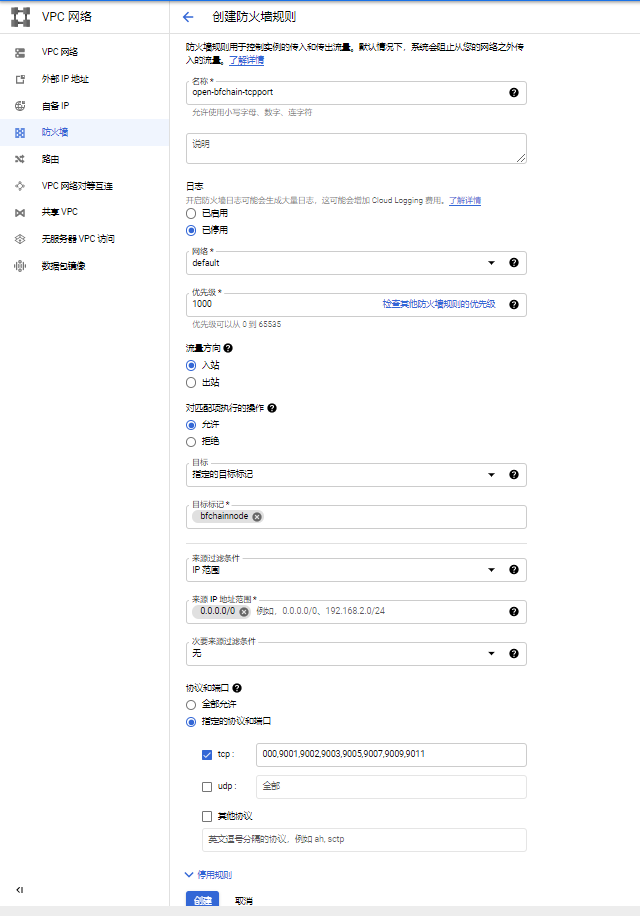 VPC 网络
创建防火墙规则
VPC 网络
外部 IP 地址
自备 IP
防火墙
路由
VPC 网络对等互连
共享 VPC
无服务器 VPC 访问
数据包镜像
防火墙规则用于控制实例的传入和传出流量。默认情况下，系统会阻止从您的网络之外传
入的流量。了解详情
名称 *
open-bfchain-tcpport
允许使用小写字母、数字、连字符
说明
日志
开启防火墙日志可能会生成大量日志，这可能会增加 Cloud Logging 费用。了解详情
已启用
已停用
网络 *
default
优先级 *
1000
检查其他防火墙规则的优先级
优先级可以从 0 到 65535
流量方向
入站
出站
对匹配项执行的操作
允许
拒绝
目标
指定的目标标记
目标标记 *
bfchainnode
来源过滤条件
IP 范围
来源 IP 地址范围 *
0.0.0.0/0 例如，0.0.0.0/0、192.168.2.0/24
次要来源过滤条件
无
协议和端口
全部允许
指定的协议和端口
tcp : 000,9001,9002,9003,9005,9007,9009,9011
udp : 全部
其他协议
英文逗号分隔的协议，例如 ah, sctp
停用规则
创建 取消